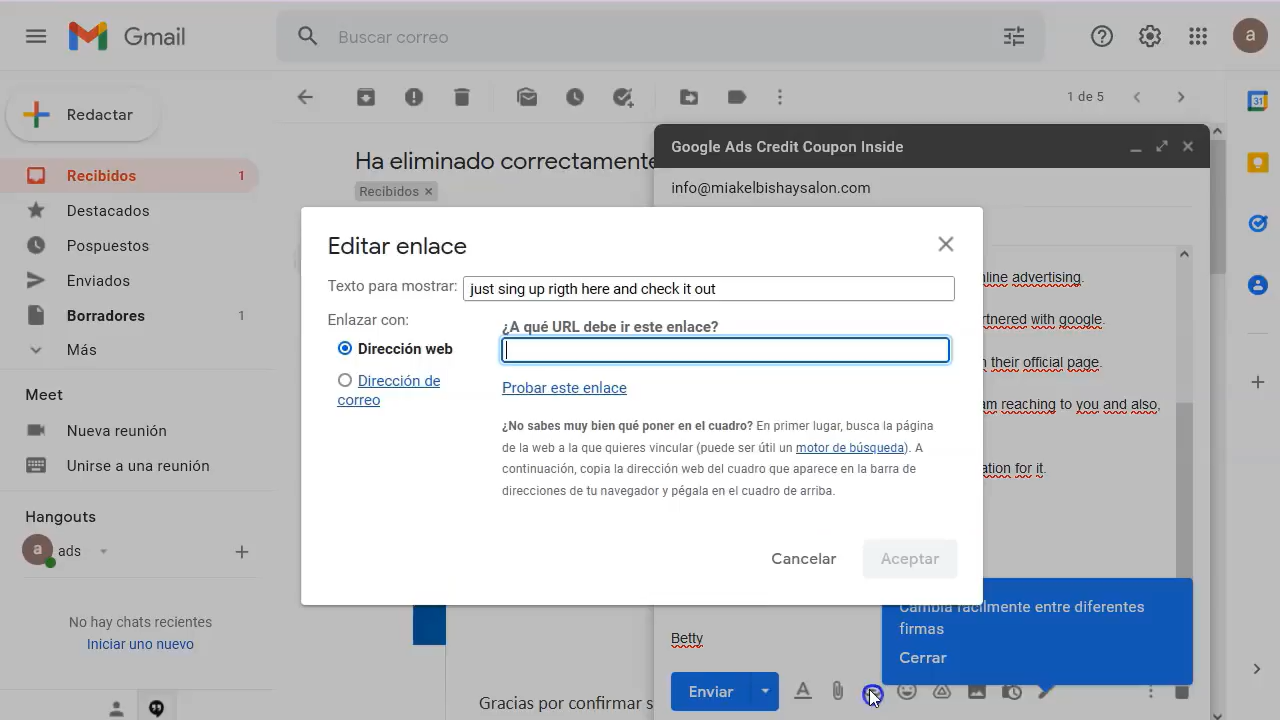 Gmail
Buscar correo
a
Redactar
1 de 5
Recibidos 1
Destacados
Pospuestos
Enviados
Borradores 1
Más
Meet
Nueva reunión
Unirse a una reunión
Hangouts
a ads
No hay chats recientes
Iniciar uno nuevo
Ha eliminado correctamente
Recibidos ×
Google Ads Credit Coupon Inside
info@miakelbishaysalon.com
nline advertising.
rtnered with google.
n their official page.
am reaching to you and also,
ation for it.
Editar enlace
Texto para mostrar: just sing up rigth here and check it out
Enlazar con:
¿A qué URL debe ir este enlace?
Dirección web
Dirección de
correo
Probar este enlace
¿No sabes muy bien qué poner en el cuadro? En primer lugar, busca la página
de la web a la que quieres vincular (puede ser útil un motor de búsqueda). A
continuación, copia la dirección web del cuadro que aparece en la barra de
direcciones de tu navegador y pégala en el cuadro de arriba.
Cancelar
Aceptar
Cambia fácilmente entre diferentes
firmas
Cerrar
Betty
Enviar
Gracias por confirmar s
31